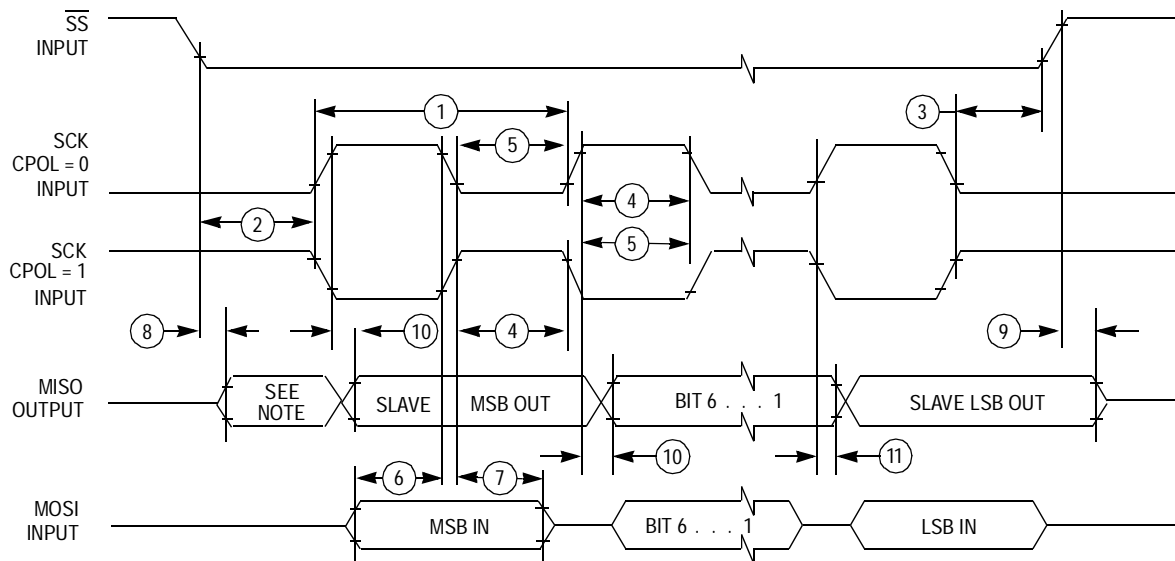 SS
INPUT
1
3
SCK
CPOL = 0
INPUT
5
4
2
SCK
CPOL = 1
INPUT
5
8
10
4
9
MISO
OUTPUT
SEE
NOTE
SLAVE
MSB OUT
BIT 6 . . . 1
SLAVE LSB OUT
10
11
6
7
MOSI
INPUT
MSB IN
BIT 6 . . . 1
LSB IN